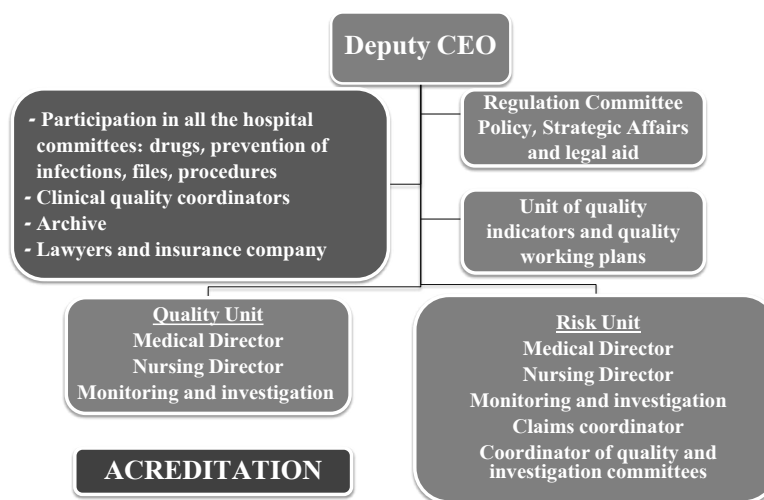 Deputy CEO
- Participation in all the hospital
committees: drugs, prevention of
infections, files, procedures
- Clinical quality coordinators
- Archive
- Lawyers and insurance company
Regulation Committee
Policy, Strategic Affairs
and legal aid
Unit of quality
indicators and quality
working plans
Quality Unit
Medical Director
Nursing Director
Monitoring and investigation
Risk Unit
Medical Director
Nursing Director
Monitoring and investigation
Claims coordinator
Coordinator of quality and
investigation committees
ACREDITATION